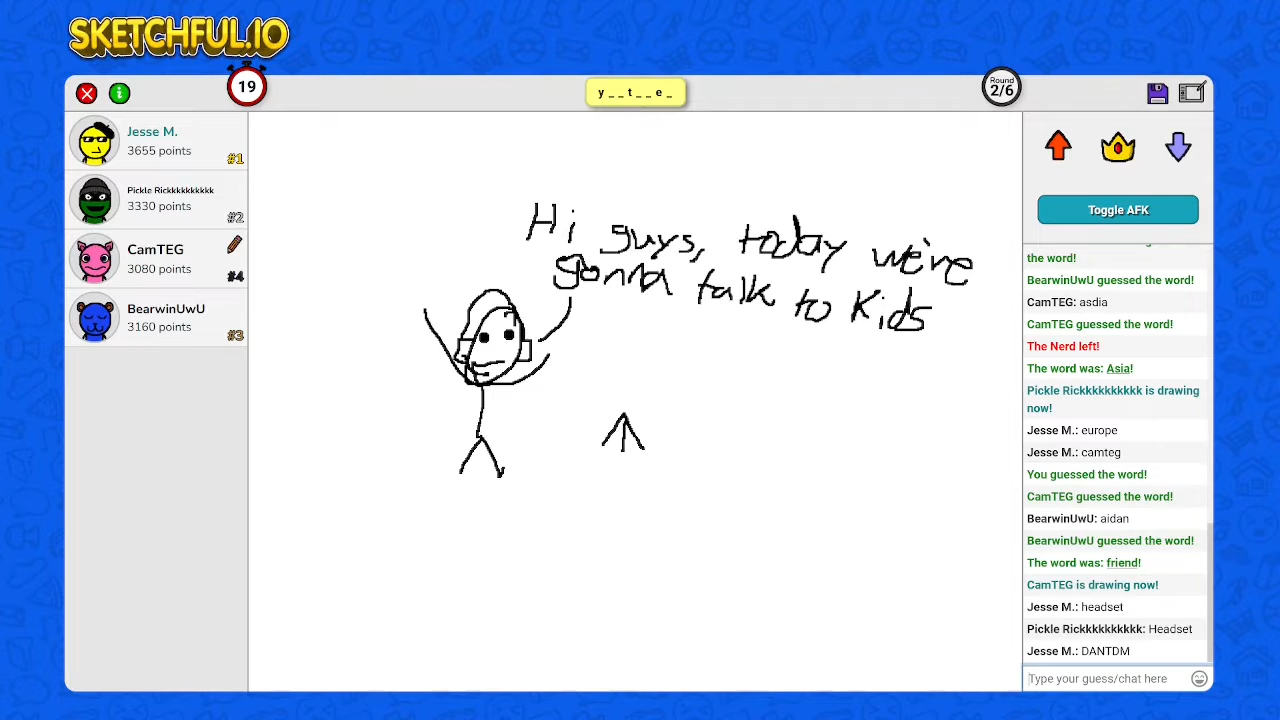 SKETCHFUL.IO
19
y _ _ t _ _ e _
Round
2/6
Jesse M.
3655 points
#1
Pickle Rickkkkkkkkkk
3330 points
#2
CamTEG
3080 points
#4
BearwinUwU
3160 points
#3
Hi guys, today we're
gonna talk to Kids
Toggle AFK
the word!
BearwinUwU guessed the word!
CamTEG: asdia
CamTEG guessed the word!
The Nerd left!
The word was: Asia!
Pickle Rickkkkkkkkkk is drawing
now!
Jesse M.: europe
Jesse M.: camteg
You guessed the word!
CamTEG guessed the word!
BearwinUwU: aidan
BearwinUwU guessed the word!
The word was: friend!
CamTEG is drawing now!
Jesse M.: headset
Pickle Rickkkkkkkkkk: Headset
Jesse M.: DANTDM
Type your guess/chat here